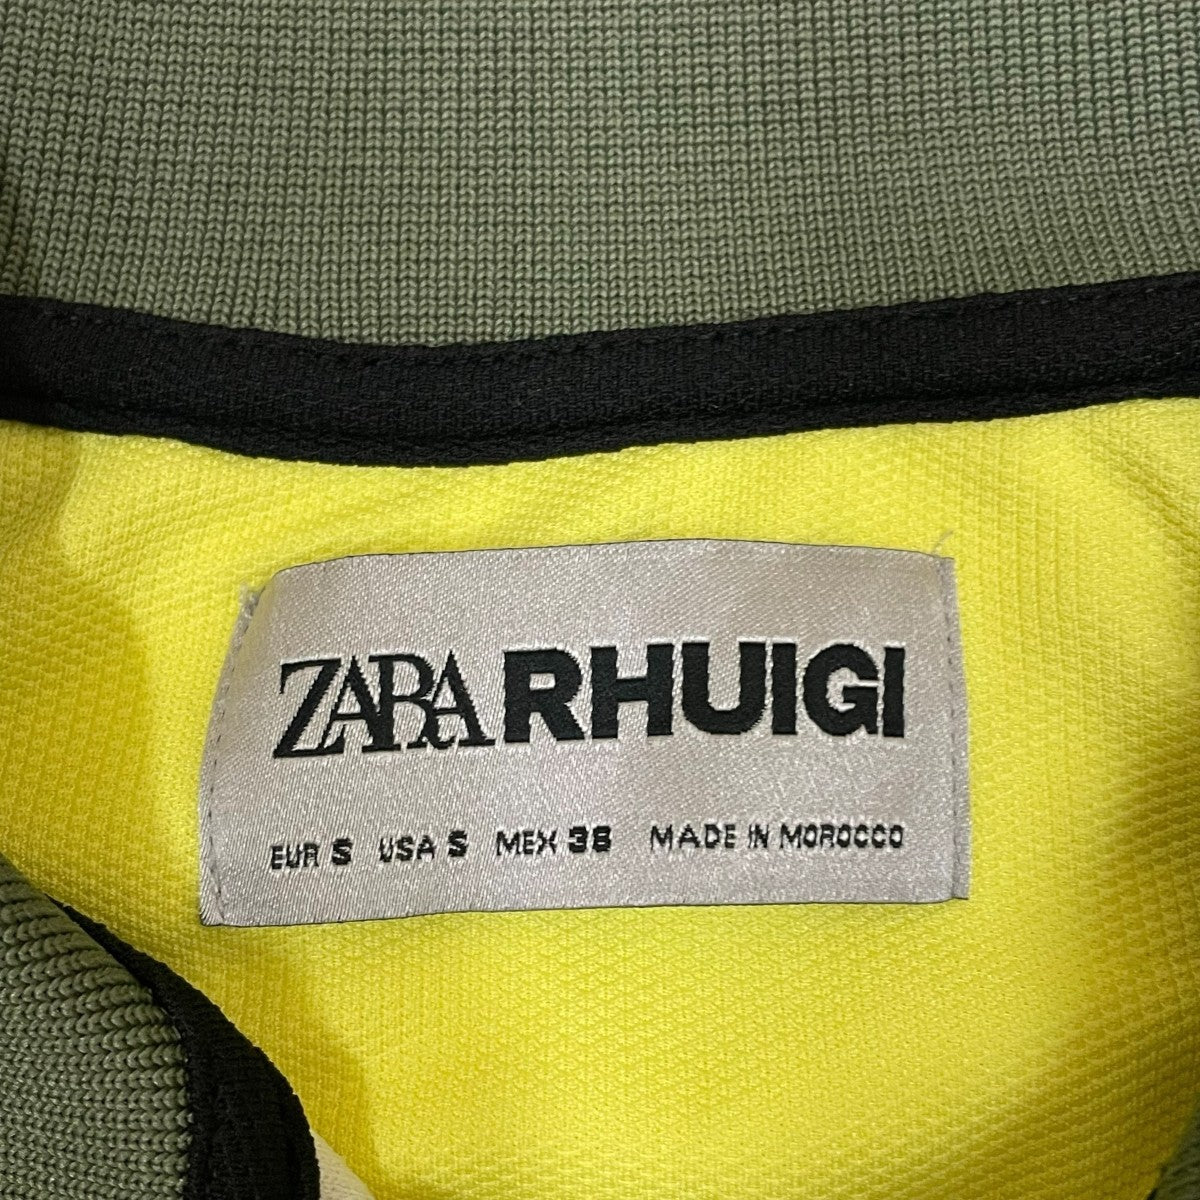 ZARA RHUIGI
EUR S USA S MEX 38 MADE IN MOROCCO